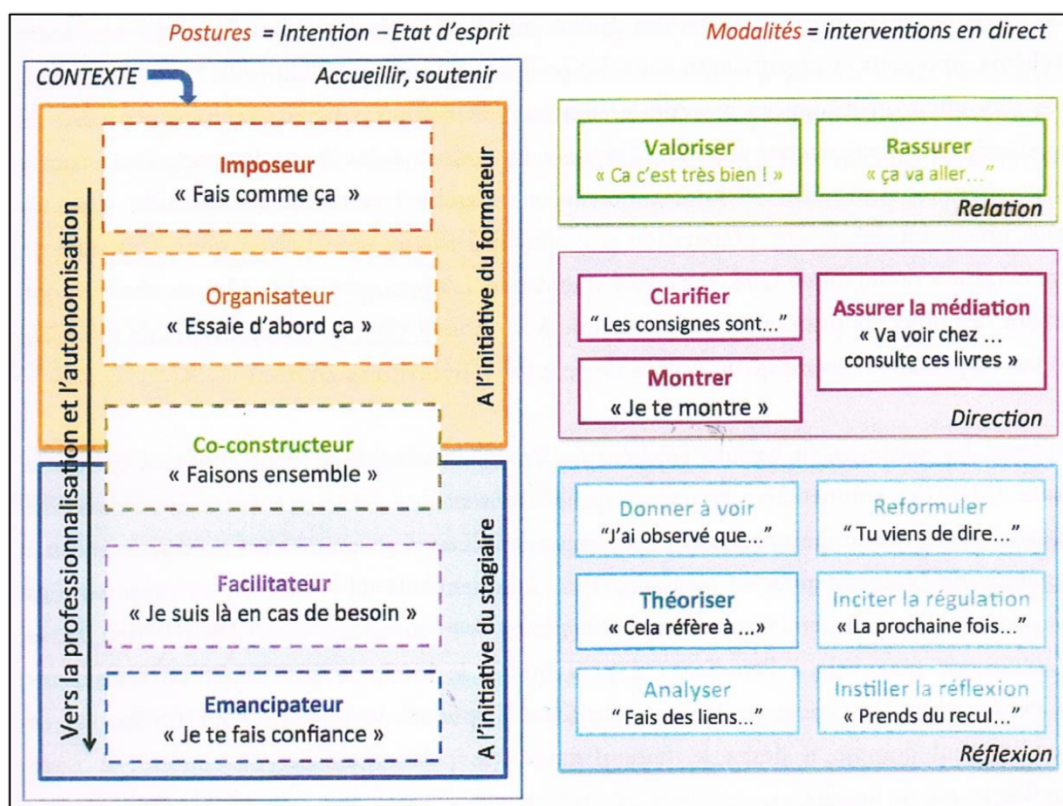 Postures = Intention – Etat d'esprit
CONTEXTE
Accueillir, soutenir
Vers la professionnalisation et l'autonomisation
Imposeur
« Fais comme ça »
Organisateur
« Essaie d'abord ça »
Co-constructeur
« Faisons ensemble »
Facilitateur
« Je suis là en cas de besoin »
Emancipateur
« Je te fais confiance »
A l'initiative du formateur
A l'initiative du stagiaire
Modalités = interventions en direct
Valoriser
« Ca c'est très bien ! »
Rassurer
« ça va aller... »
Relation
Clarifier
“ Les consignes sont...”
Montrer
« Je te montre »
Assurer la médiation
« Va voir chez ...
consulte ces livres »
Direction
Donner à voir
“J'ai observé que...”
Reformuler
“ Tu viens de dire...”
Théoriser
« Cela réfère à ...»
Inciter la régulation
« La prochaine fois...”
Analyser
“Fais des liens...”
Instiller la réflexion
« Prends du recul...”
Réflexion